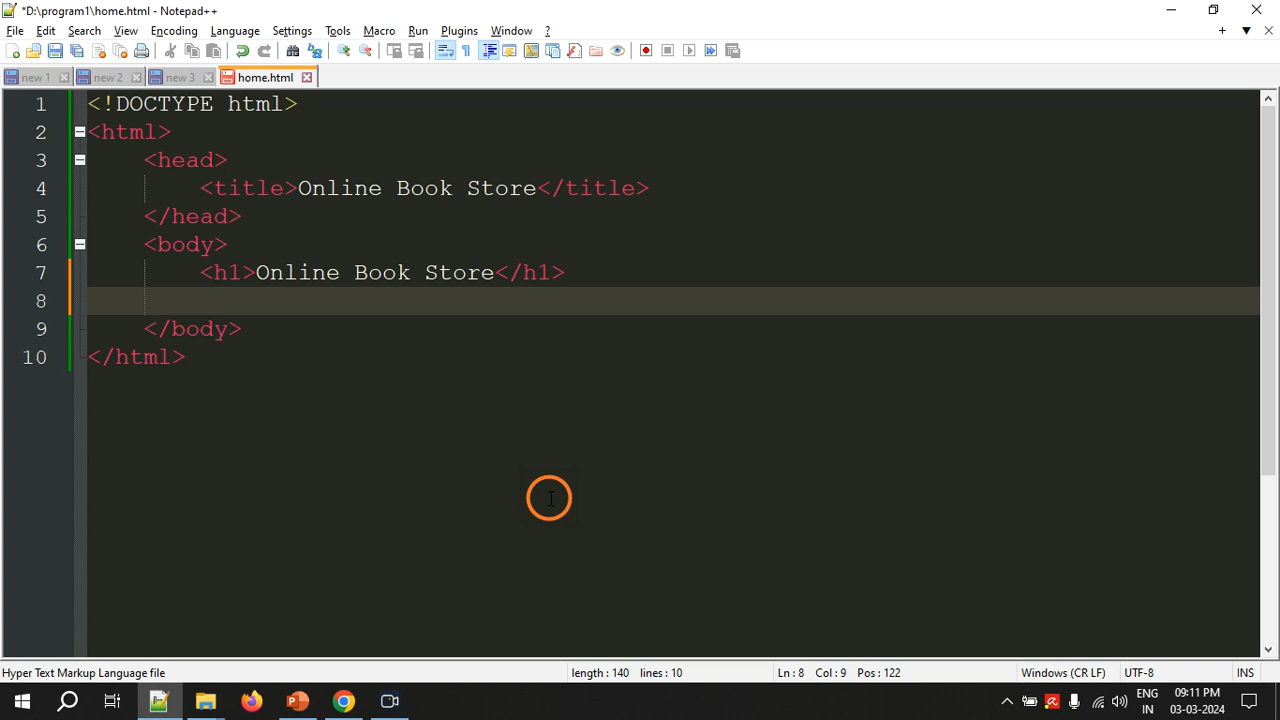 *D:\program1\home.html - Notepad++
File Edit Search View Encoding Language Settings Tools Macro Run Plugins Window ?
new 1 new 2 new 3 home.html
1 <!DOCTYPE html>
2 <html>
3 <head>
4 <title>Online Book Store</title>
5 </head>
6 <body>
7 <h1>Online Book Store</h1>
8
9 </body>
10 </html>
Hyper Text Markup Language file length : 140 lines : 10 Ln : 8 Col : 9 Pos : 122 Windows (CR LF) UTF-8 INS
ENG 09:11 PM
IN 03-03-2024